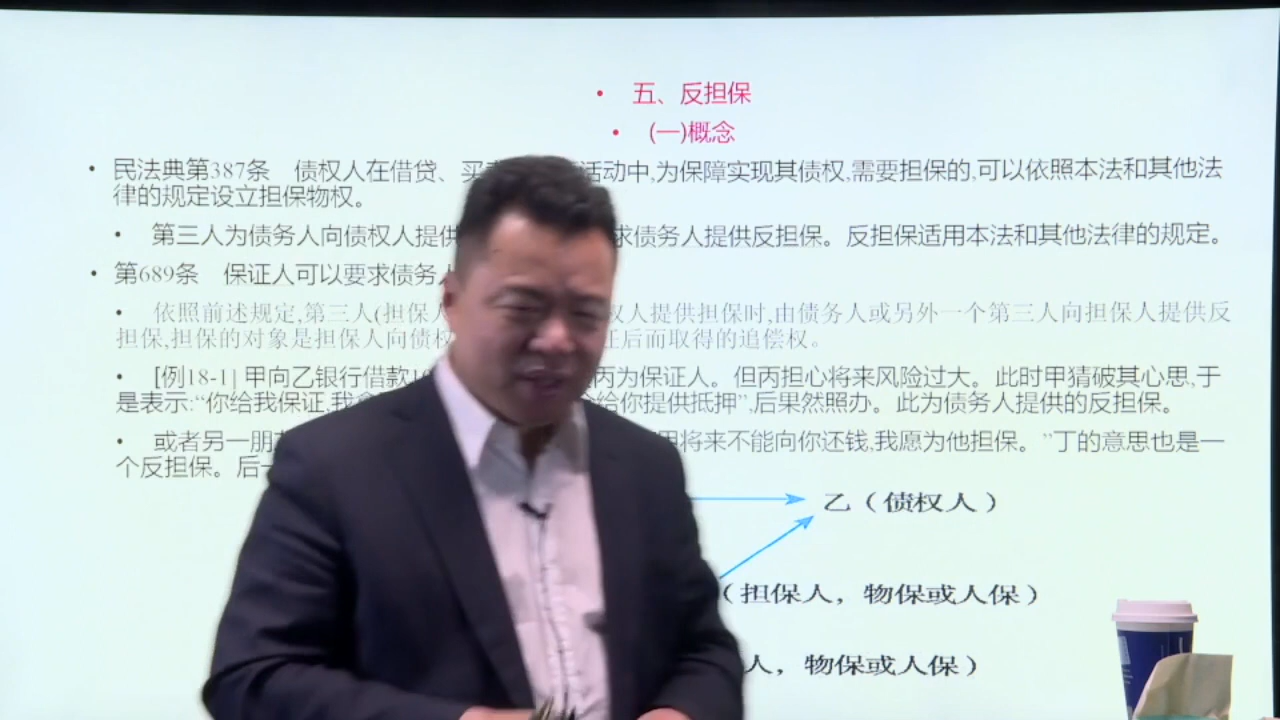 • 五、反担保
• (一)概念
• 民法典第387条 债权人在借贷、买 活动中,为保障实现其债权,需要担保的,可以依照本法和其他法
律的规定设立担保物权。
• 第三人为债务人向债权人提供 求债务人提供反担保。反担保适用本法和其他法律的规定。
• 第689条 保证人可以要求债务
• 依照前述规定,第三人(担保人 权人提供担保时,由债务人或另外一个第三人向担保人提供反
担保,担保的对象是担保人向债权 证后而取得的追偿权。
• [例18-1] 甲向乙银行借款 丙为保证人。但丙担心将来风险过大。此时甲猜破其心思,于
是表示:“你给我保证,我 给你提供抵押”,后果然照办。此为债务人提供的反担保。
• 或者另一朋 甲将来不能向你还钱,我愿为他担保。”丁的意思也是一
个反担保。后
乙（债权人）
（担保人，物保或人保）
人，物保或人保）